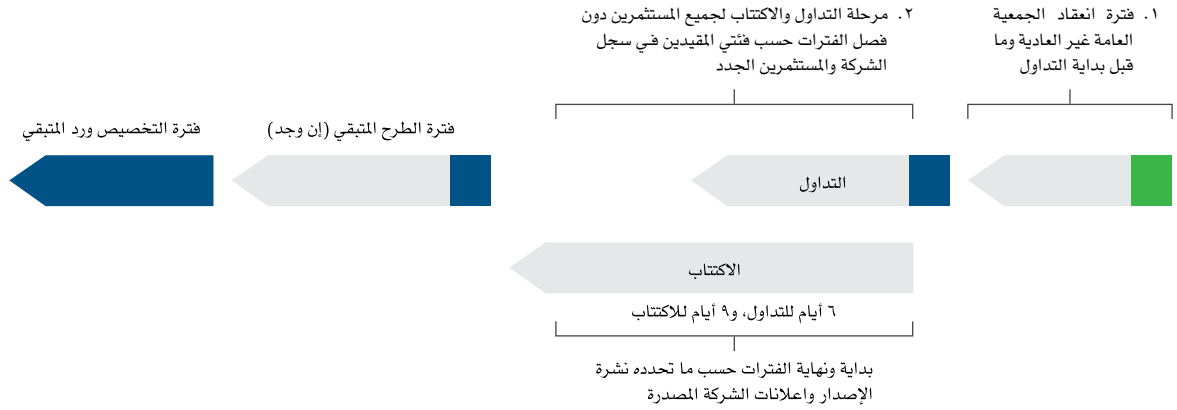 ١. فترة انعقاد الجمعية
العامة غير العادية وما
قبل بداية التداول
٢. مرحلة التداول والاكتتاب لجميع المستثمرين دون
فصل الفترات حسب فئتي المقيدين في سجل
الشركة والمستثمرين الجدد
فترة الطرح المتبقي (إن وجد)
فترة التخصيص ورد المتبقي
التداول
الاكتتاب
٦ أيام للتداول، و٩ أيام للاكتتاب
بداية ونهاية الفترات حسب ما تحدده نشرة
الإصدار واعلانات الشركة المصدرة